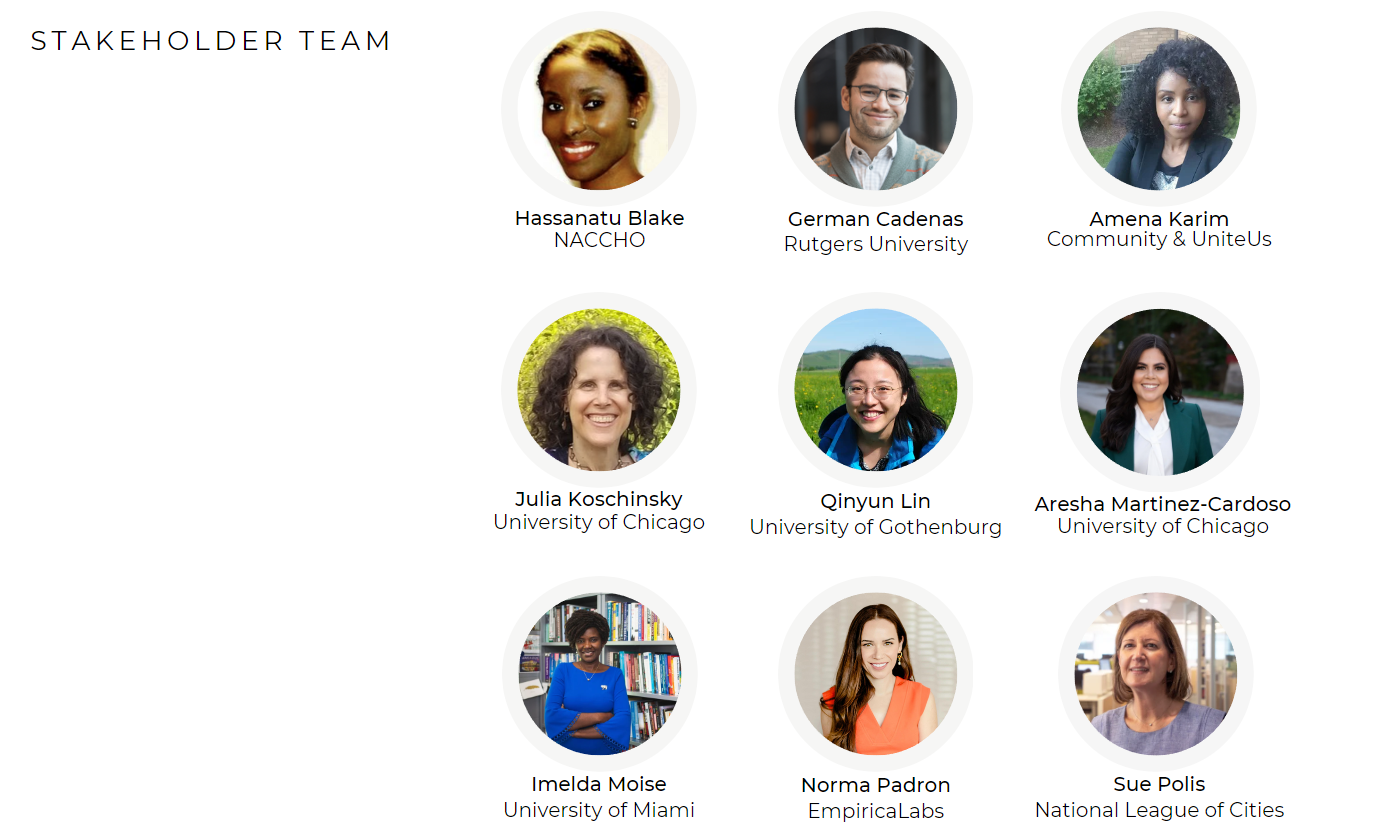 STAKEHOLDER TEAM
Hassanatu Blake
NACCHO
German Cadenas
Rutgers University
Amena Karim
Community & UniteUs
Julia Koschinsky
University of Chicago
Qinyun Lin
University of Gothenburg
Aresha Martinez-Cardoso
University of Chicago
Imelda Moise
University of Miami
Norma Padron
EmpiricaLabs
Sue Polis
National League of Cities